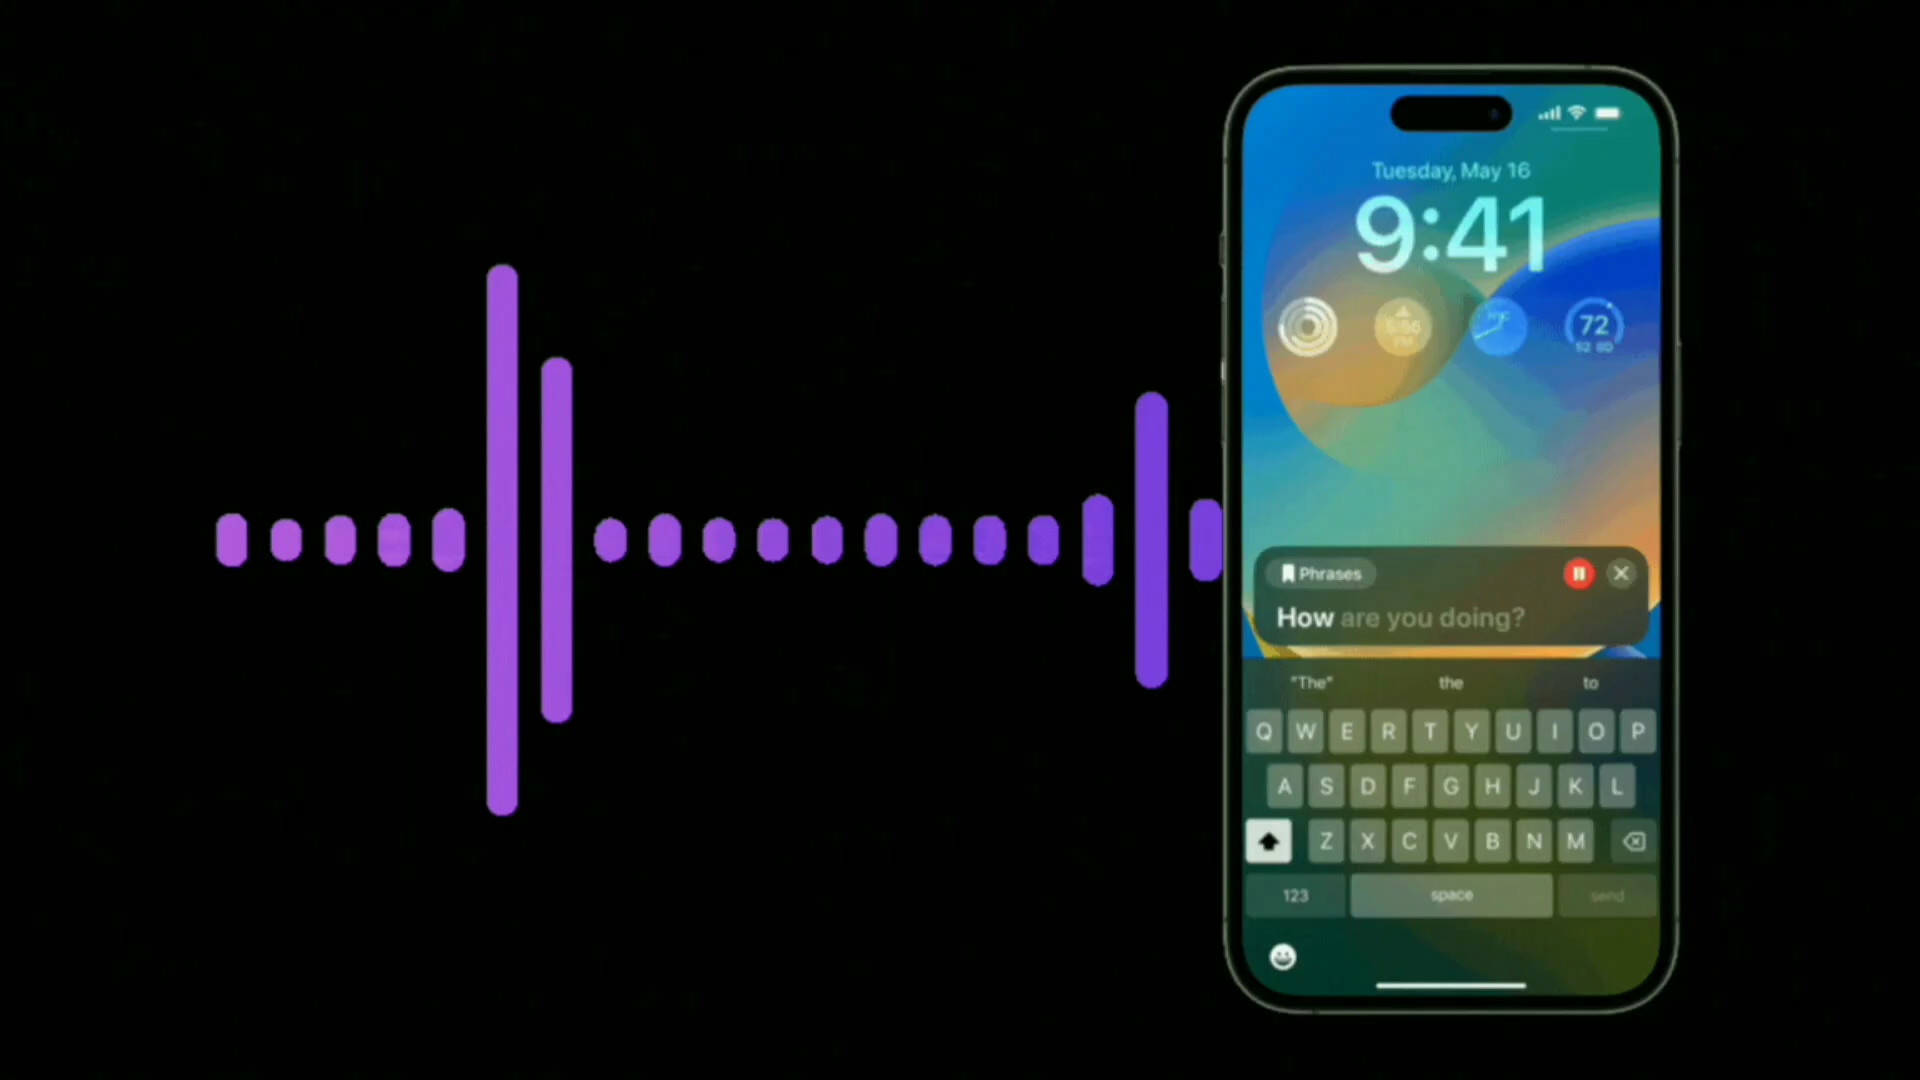 Tuesday, May 16
9:41
72
Phrases
How are you doing?
"The" the to
Q W E R T Y U I O P
A S D F G H J K L
Z X C V B N M
123 space send